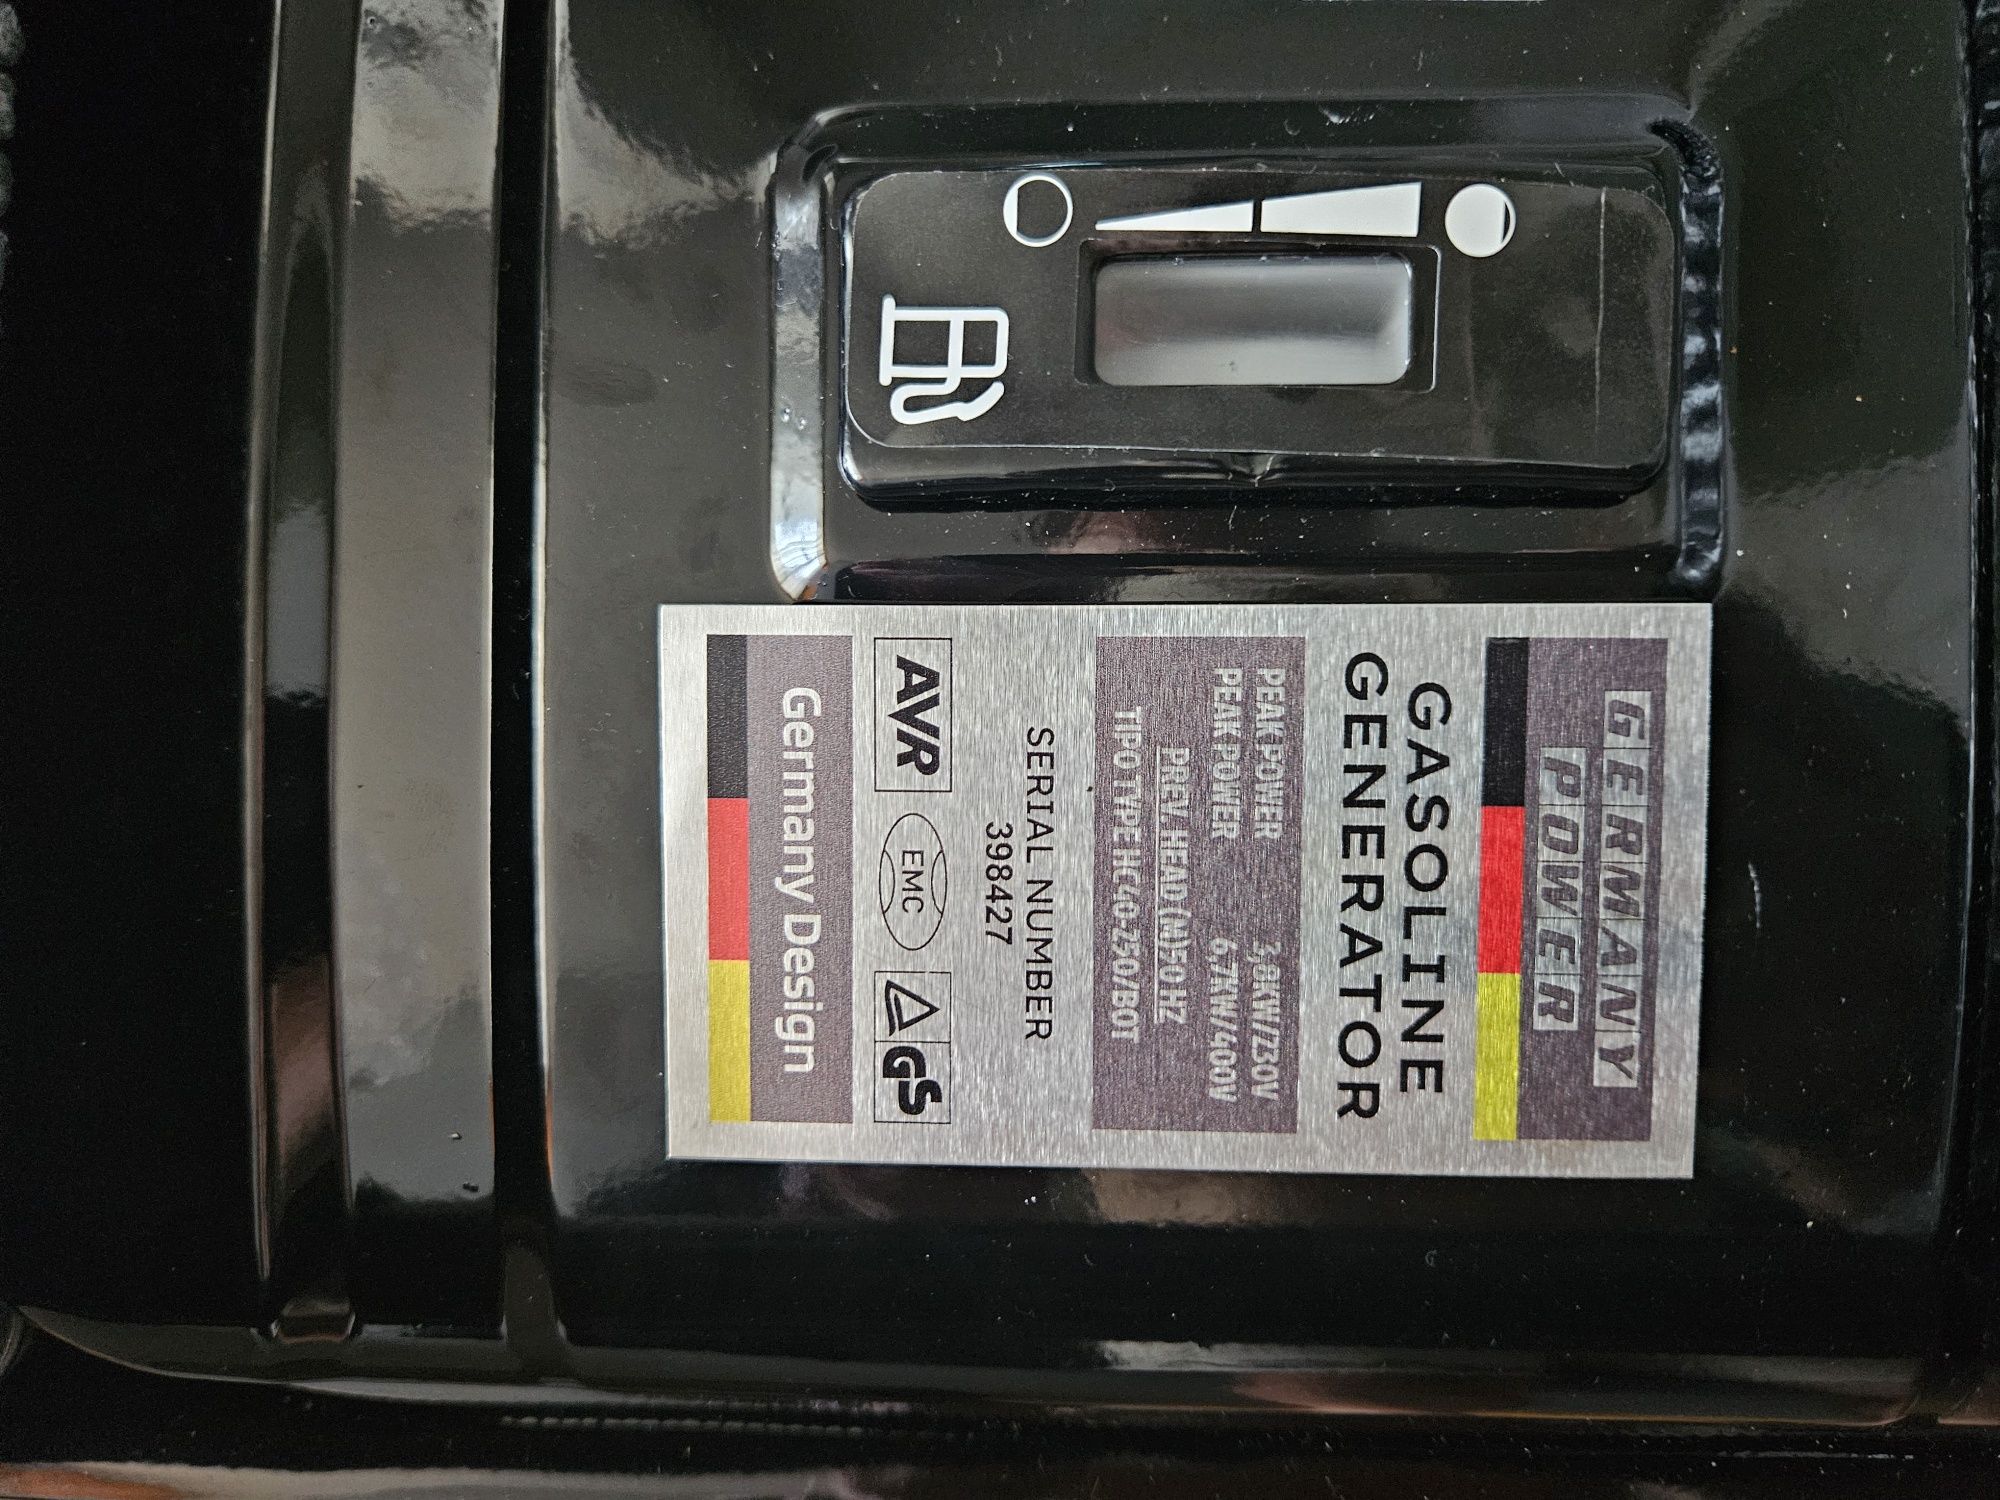 GERMANY
POWER
GASOLINE
GENERATOR
PEAK POWER 3,8KW/230V
PEAK POWER 6,7KW/400V
PREV. HEAD (M)50 HZ
TIPO TYPE HC40-250/BOT
SERIAL NUMBER
398427
AVR EMC GS
Germany Design